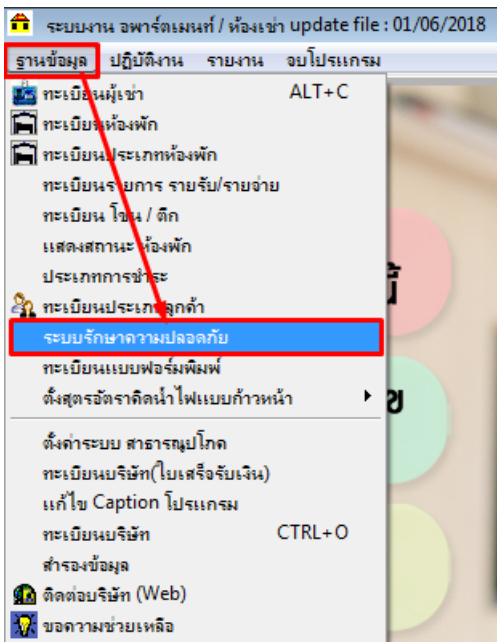 ระบบงาน อพาร์ตเมนท์ / ห้องเช่า update file : 01/06/2018
ฐานข้อมูล ปฏิบัติงาน รายงาน จบโปรแกรม
ทะเบียนผู้เช่า ALT+C
ทะเบียนห้องพัก
ทะเบียนประเภทห้องพัก
ทะเบียนรายการ รายรับ/รายจ่าย
ทะเบียน โซน / ตึก
แสดงสถานะ ห้องพัก
ประเภทการชำระ
ทะเบียนประเภทลูกค้า
ระบบรักษาความปลอดภัย
ทะเบียนแบบฟอร์มพิมพ์
ตั้งสูตรอัตราคิดน้ำไฟแบบก้าวหน้า
ตั้งค่าระบบ สาธารณุปโภค
ทะเบียนบริษัท(ใบเสร็จรับเงิน)
แก้ไข Caption โปรแกรม
ทะเบียนบริษัท CTRL+O
สำรองข้อมูล
ติดต่อบริษัท (Web)
ขอความช่วยเหลือ